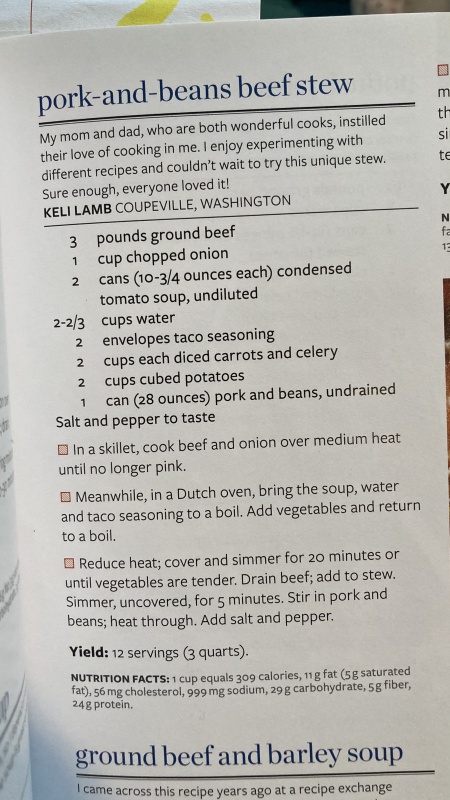 pork-and-beans beef stew
My mom and dad, who are both wonderful cooks, instilled
their love of cooking in me. I enjoy experimenting with
different recipes and couldn't wait to try this unique stew.
Sure enough, everyone loved it!
KELI LAMB COUPEVILLE, WASHINGTON
3 pounds ground beef
1 cup chopped onion
2 cans (10-3/4 ounces each) condensed
tomato soup, undiluted
2-2/3 cups water
2 envelopes taco seasoning
2 cups each diced carrots and celery
2 cups cubed potatoes
1 can (28 ounces) pork and beans, undrained
Salt and pepper to taste
In a skillet, cook beef and onion over medium heat
until no longer pink.
Meanwhile, in a Dutch oven, bring the soup, water
and taco seasoning to a boil. Add vegetables and return
to a boil.
Reduce heat; cover and simmer for 20 minutes or
until vegetables are tender. Drain beef; add to stew.
Simmer, uncovered, for 5 minutes. Stir in pork and
beans; heat through. Add salt and pepper.
Yield: 12 servings (3 quarts).
NUTRITION FACTS: 1 cup equals 309 calories, 11 g fat (5 g saturated
fat), 56 mg cholesterol, 999 mg sodium, 29 g carbohydrate, 5 g fiber,
24 g protein.
ground beef and barley soup
I came across this recipe years ago at a recipe exchange